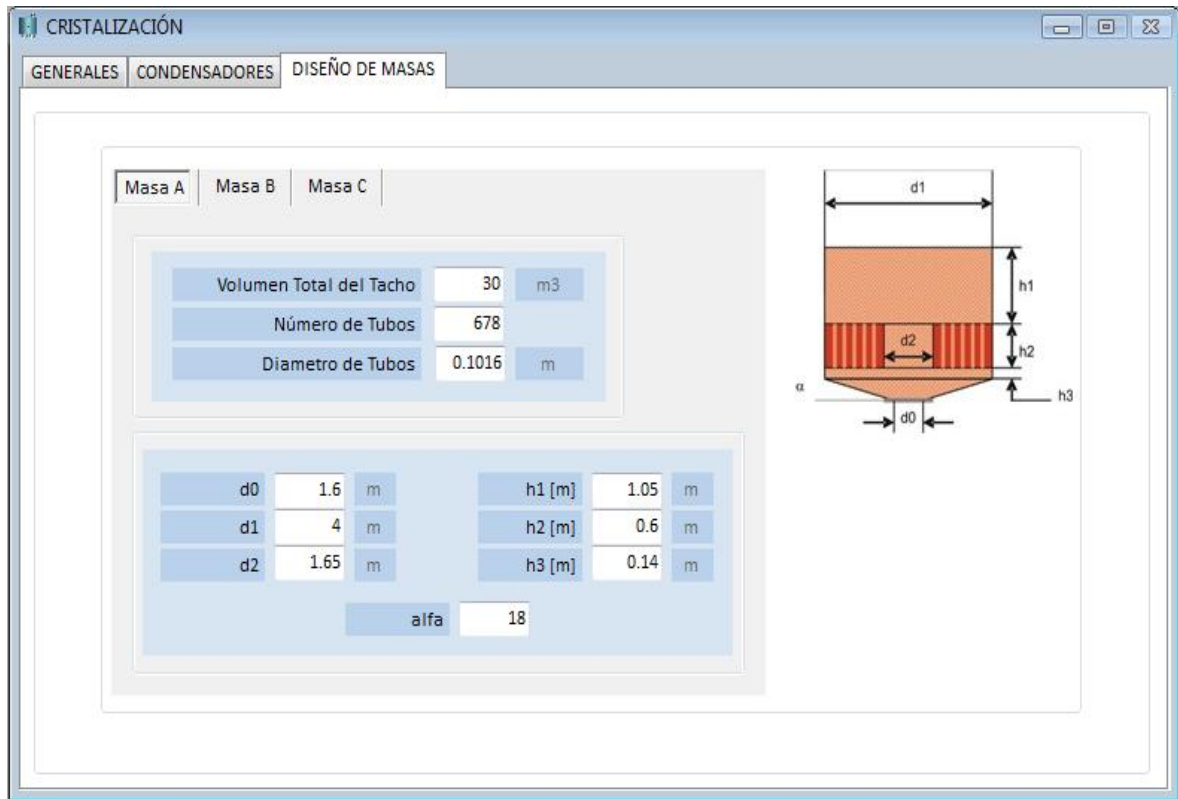 CRISTALIZACIÓN
GENERALES CONDENSADORES DISEÑO DE MASAS
Masa A Masa B Masa C
Volumen Total del Tacho 30 m3
Número de Tubos 678
Diametro de Tubos 0.1016 m
d0 1.6 m h1 [m] 1.05 m
d1 4 m h2 [m] 0.6 m
d2 1.65 m h3 [m] 0.14 m
alfa 18
d1
h1
d2
h2
α
h3
d0